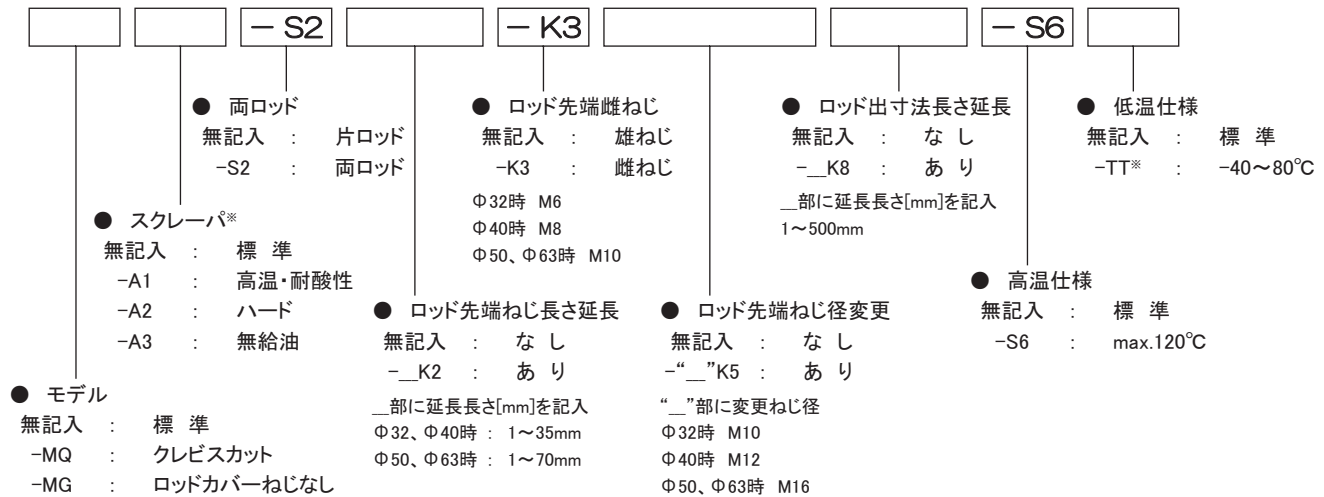 -S2
-K3
-S6
● 両ロッド
無記入 : 片ロッド
-S2 : 両ロッド
● スクレーパ※
無記入 : 標 準
-A1 : 高温・耐酸性
-A2 : ハード
-A3 : 無給油
● モデル
無記入 : 標 準
-MQ : クレビスカット
-MG : ロッドカバーねじなし
● ロッド先端雌ねじ
無記入 : 雄ねじ
-K3 : 雌ねじ
Φ32時 M6
Φ40時 M8
Φ50、Φ63時 M10
● ロッド先端ねじ長さ延長
無記入 : な し
-__K2 : あ り
__部に延長長さ[mm]を記入
Φ32、Φ40時 : 1~35mm
Φ50、Φ63時 : 1~70mm
● ロッド出寸法長さ延長
無記入 : な し
-__K8 : あ り
__部に延長長さ[mm]を記入
1~500mm
● ロッド先端ねじ径変更
無記入 : な し
-“__”K5 : あ り
“__”部に変更ねじ径
Φ32時 M10
Φ40時 M12
Φ50、Φ63時 M16
● 低温仕様
無記入 : 標 準
-TT※ : -40~80℃
● 高温仕様
無記入 : 標 準
-S6 : max.120℃